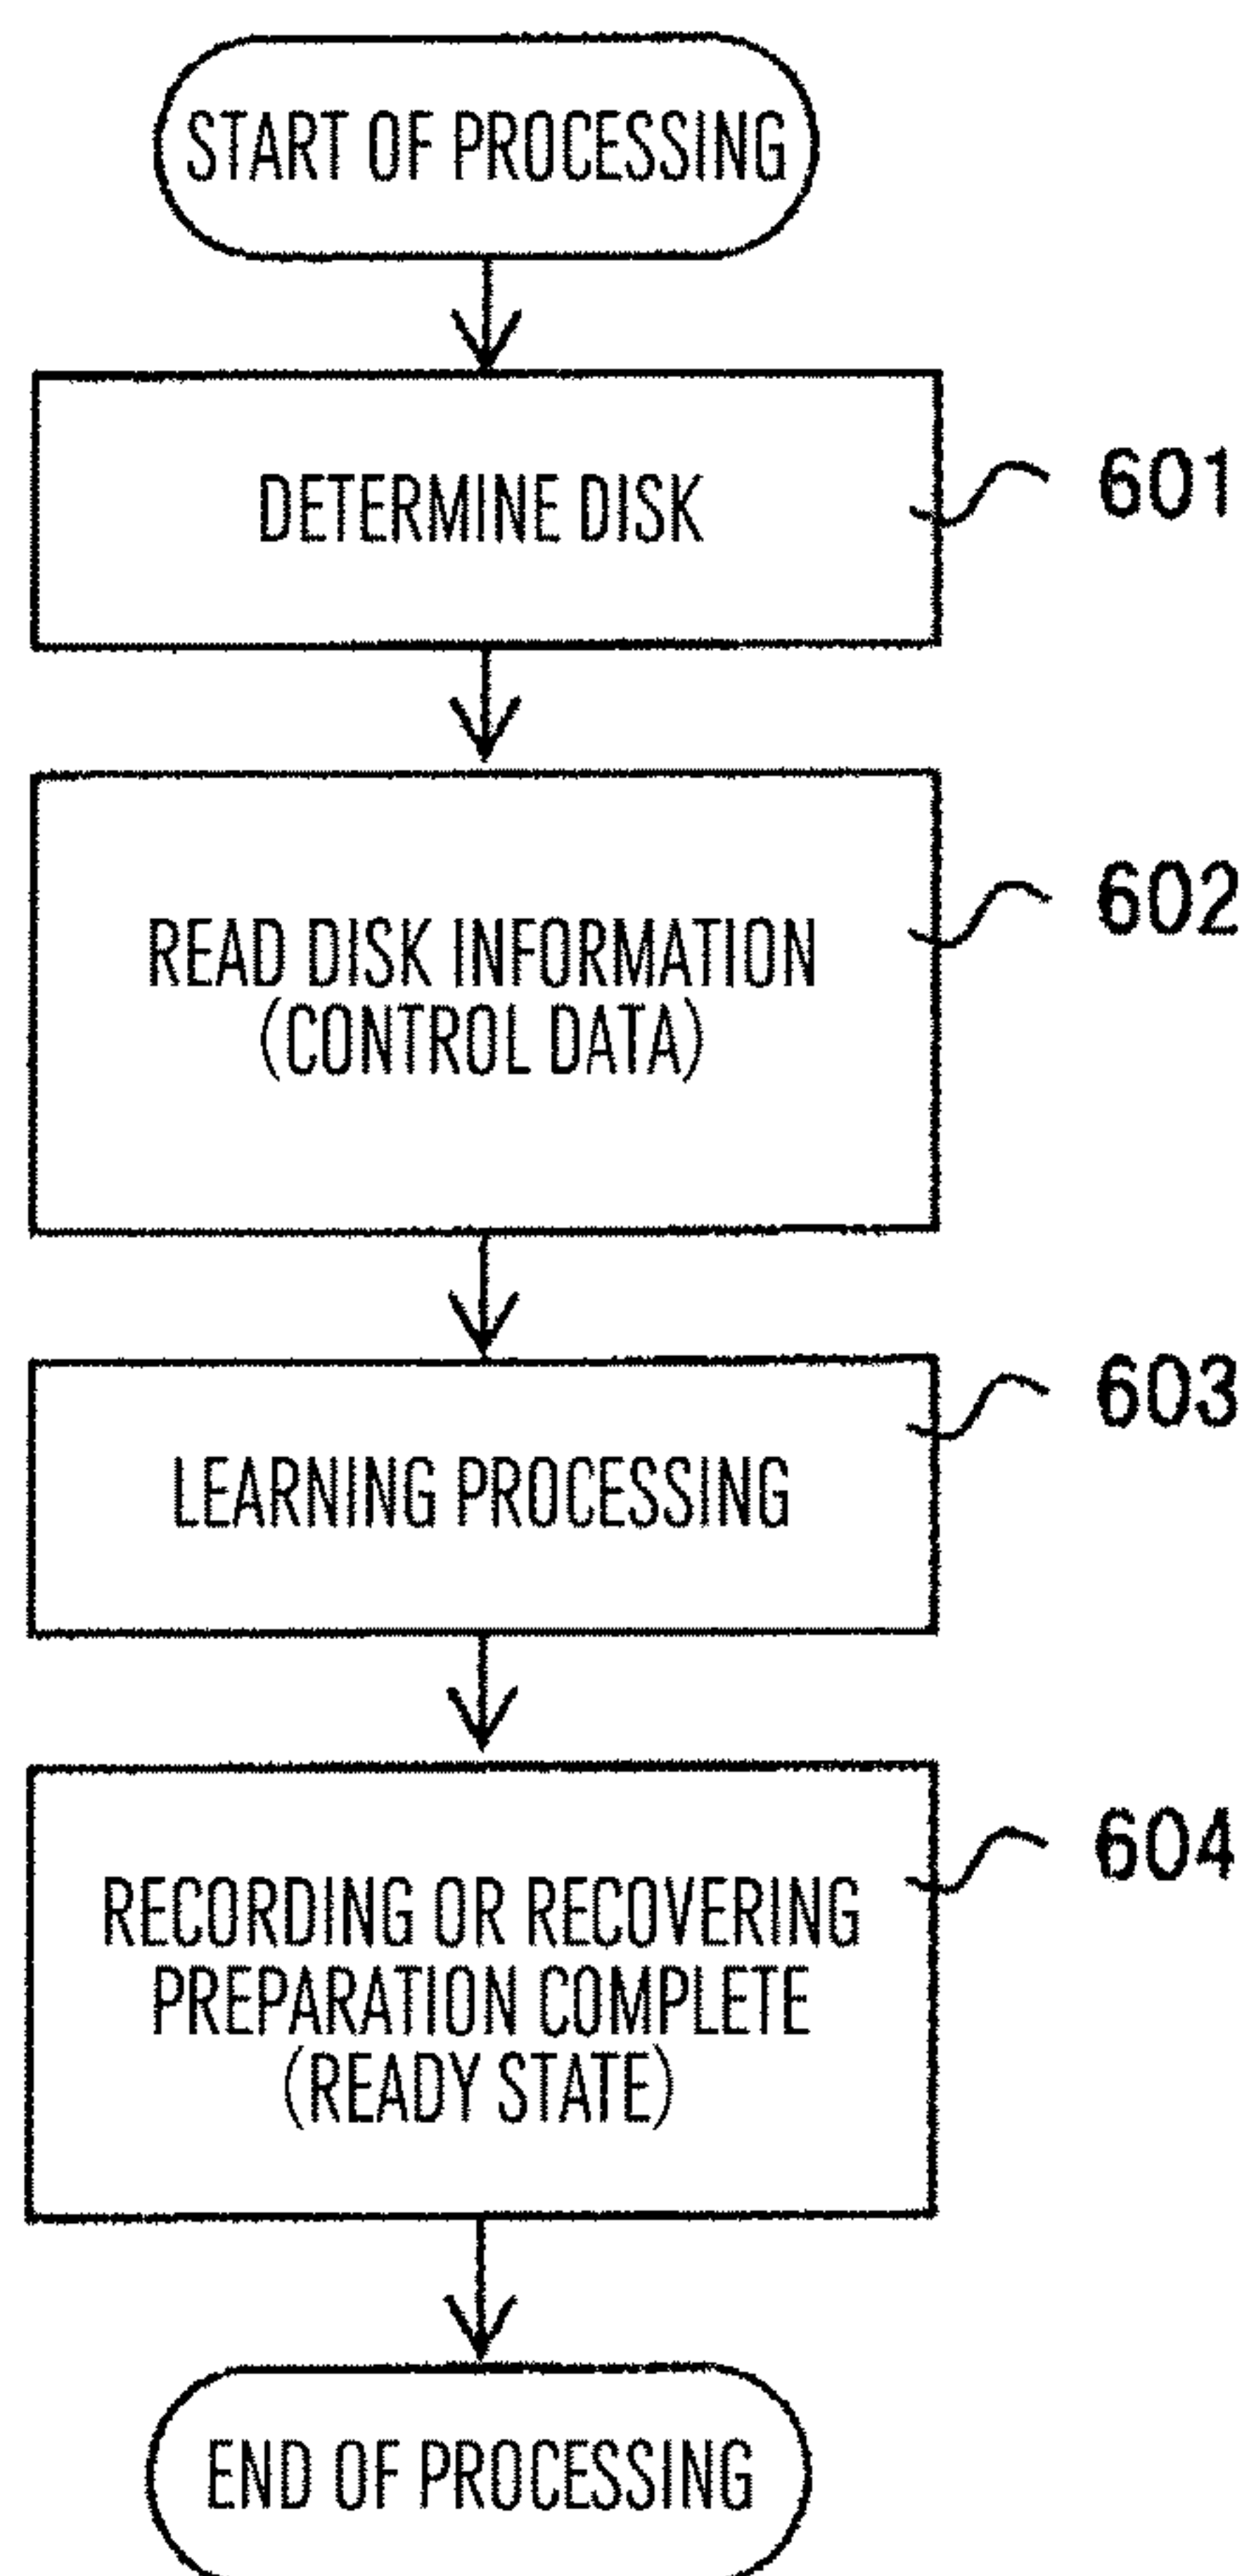 START OF PROCESSING
DETERMINE DISK
601
READ DISK INFORMATION
(CONTROL DATA)
602
LEARNING PROCESSING
603
RECORDING OR RECOVERING
PREPARATION COMPLETE
(READY STATE)
604
END OF PROCESSING